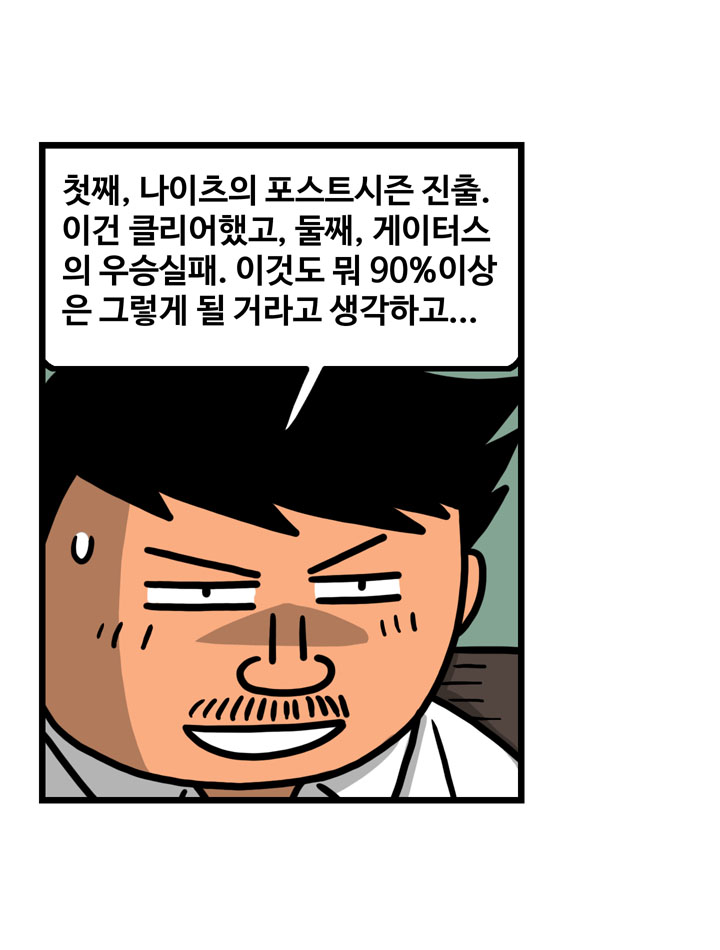 첫째, 나이츠의 포스트시즌 진출.
이건 클리어했고, 둘째, 게이터스
의 우승실패. 이것도 뭐 90%이상
은 그렇게 될 거라고 생각하고...